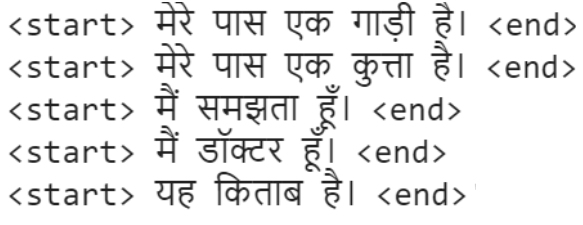 <start> मेरे पास एक गाड़ी है। <end>
<start> मेरे पास एक कुत्ता है। <end>
<start> मैं समझता हूँ। <end>
<start> मैं डॉक्टर हूँ। <end>
<start> यह किताब है। <end>